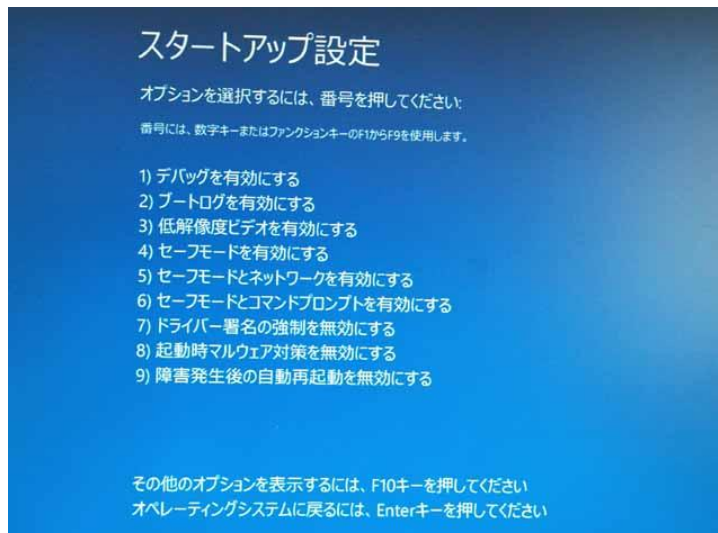 スタートアップ設定
オプションを選択するには、番号を押してください:
番号には、数字キーまたはファンクションキーのF1からF9を使用します。
1) デバッグを有効にする
2) ブートログを有効にする
3) 低解像度ビデオを有効にする
4) セーフモードを有効にする
5) セーフモードとネットワークを有効にする
6) セーフモードとコマンドプロンプトを有効にする
7) ドライバー署名の強制を無効にする
8) 起動時マルウェア対策を無効にする
9) 障害発生後の自動再起動を無効にする
その他のオプションを表示するには、F10キーを押してください
オペレーティングシステムに戻るには、Enterキーを押してください